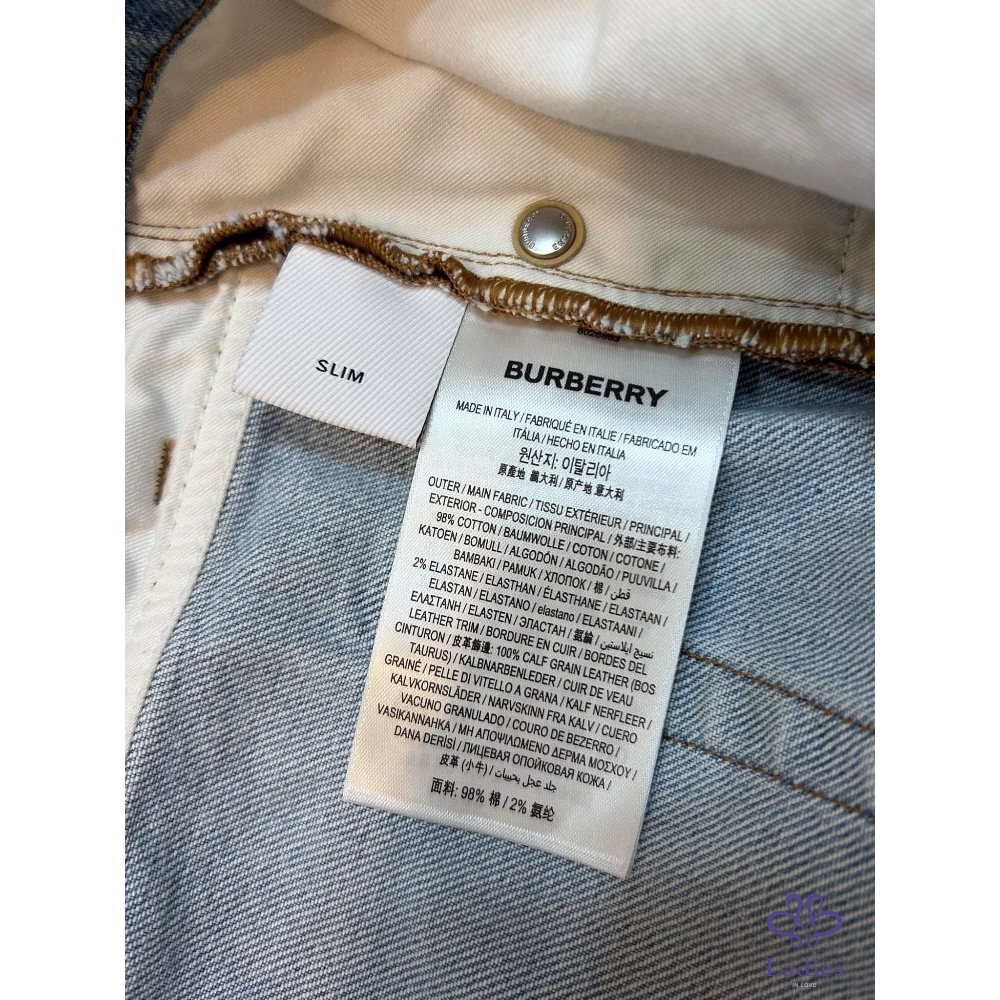 SLIM
BURBERRY
MADE IN ITALY / FABRIQUÉ EN ITALIE / FABRICADO EM
ITÁLIA / HECHO EN ITALIA
원산지: 이탈리아
原產地 義大利 / 原产地 意大利
OUTER / MAIN FABRIC / TISSU EXTÉRIEUR / PRINCIPAL /
EXTERIOR - COMPOSICION PRINCIPAL / 外部/主要布料:
98% COTTON / BAUMWOLLE / COTON / COTONE /
KATOEN / BOMULL / ALGODÓN / ALGODÃO / PUUVILLA /
BAMBAKI / PAMUK / ХЛОПОК / 棉 / قطن
2% ELASTANE / ELASTHAN / ÉLASTHANE / ELASTAAN /
ELASTAN / ELASTANO / elastano / ELASTAANI /
ΕΛΑΣΤΑΝΗ / ELASTEN / ЭЛАСТАН / 氨綸 / نسيج ايلاستين
LEATHER TRIM / BORDURE EN CUIR / BORDES DEL
CINTURON / 皮革飾邊: 100% CALF GRAIN LEATHER (BOS
TAURUS) / KALBNARBENLEDER / CUIR DE VEAU
GRAINÉ / PELLE DI VITELLO A GRANA / KALF NERFLEER /
KALVKORNSLÄDER / NARVSKINN FRA KALV / CUERO
VACUNO GRANULADO / COURO DE BEZERRO /
VASIKANNAHKA / ΜΗ ΑΠΟΨΙΛΩΜΕΝΟ ΔΕΡΜΑ ΜΟΣΧΟΥ /
DANA DERİSİ / ЛИЦЕВАЯ ОПОЙКОВАЯ КОЖА /
皮革 (小牛) / جلد عجل بحبيبات
面料: 98% 棉 / 2% 氨纶
Ladies
IN LOVE